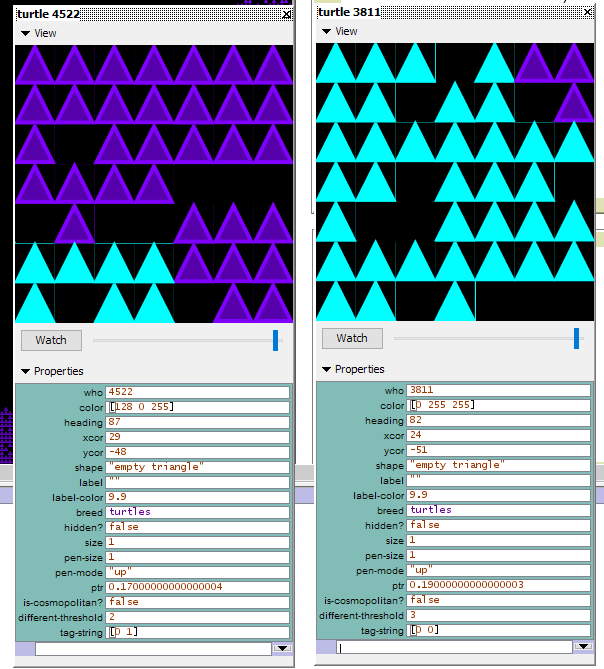 turtle 4522
View
Watch
Properties
who 4522
color [128 0 255]
heading 87
xcor 29
ycor -48
shape "empty triangle"
label ""
label-color 9.9
breed turtles
hidden? false
size 1
pen-size 1
pen-mode "up"
ptr 0.17000000000000004
is-cosmopolitan? false
different-threshold 2
tag-string [0 1]
turtle 3811
View
Watch
Properties
who 3811
color [0 255 255]
heading 82
xcor 24
ycor -51
shape "empty triangle"
label ""
label-color 9.9
breed turtles
hidden? false
size 1
pen-size 1
pen-mode "up"
ptr 0.19000000000000003
is-cosmopolitan? false
different-threshold 3
tag-string [0 0]